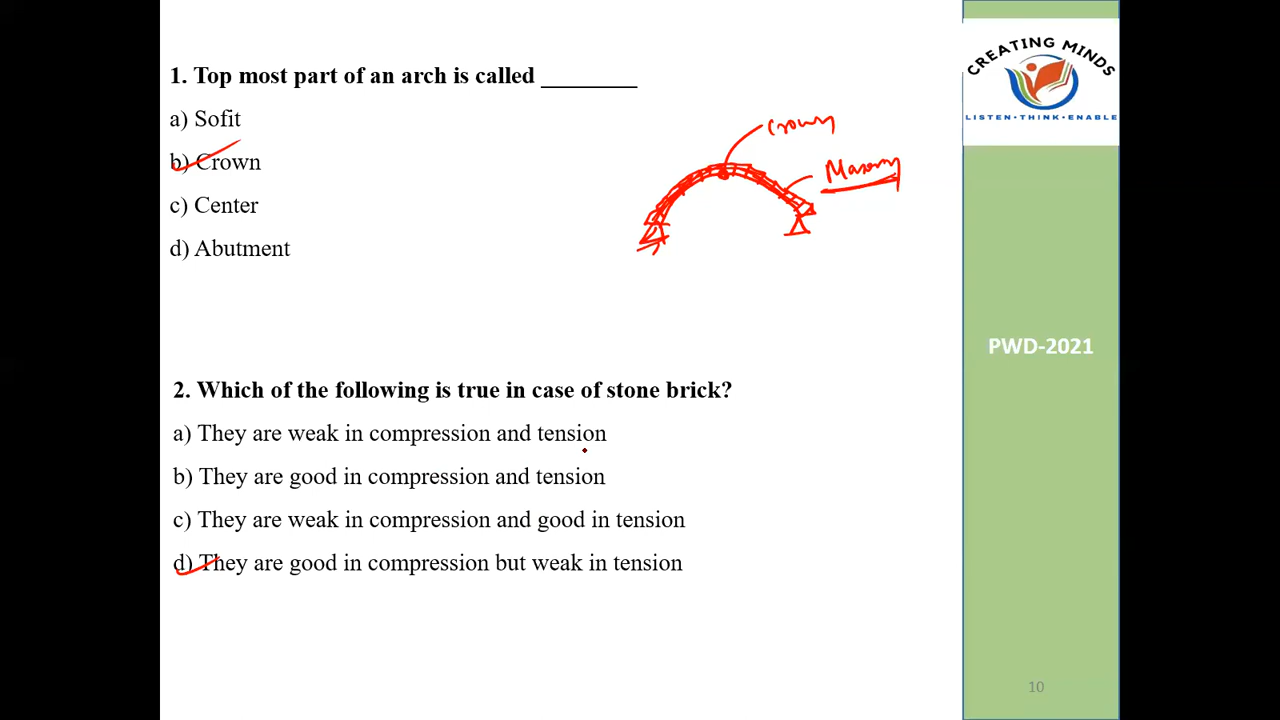 1. Top most part of an arch is called ________
a) Sofit
b) Crown
c) Center
d) Abutment
Crown
Masonry
2. Which of the following is true in case of stone brick?
a) They are weak in compression and tension
b) They are good in compression and tension
c) They are weak in compression and good in tension
d) They are good in compression but weak in tension
CREATING MINDS
LISTEN•THINK•ENABLE
PWD-2021
10